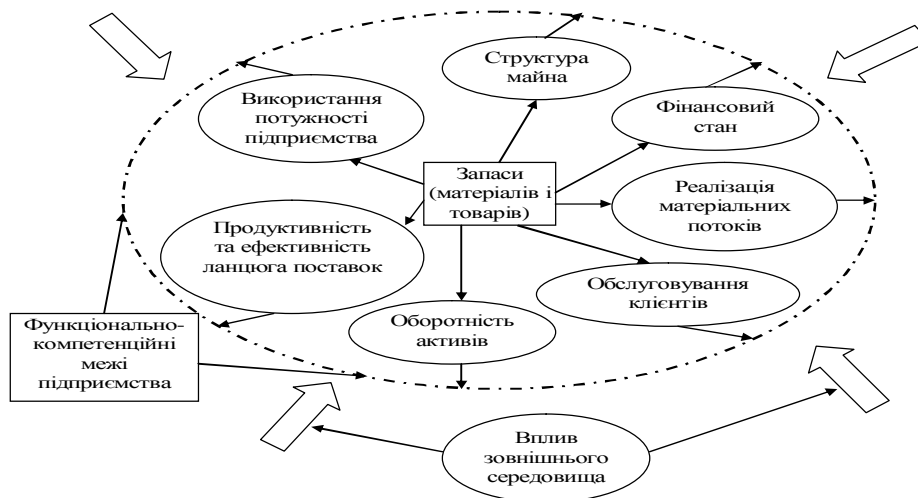 Структура
майна
Використання
потужності
підприємства
Фінансовий
стан
Запаси
(матеріалів і
товарів)
Реалізація
матеріальних
потоків
Продуктивність
та ефективність
ланцюга поставок
Обслуговування
клієнтів
Оборотність
активів
Функціонально-
компетенційні
межі
підприємства
Вплив
зовнішнього
середовища